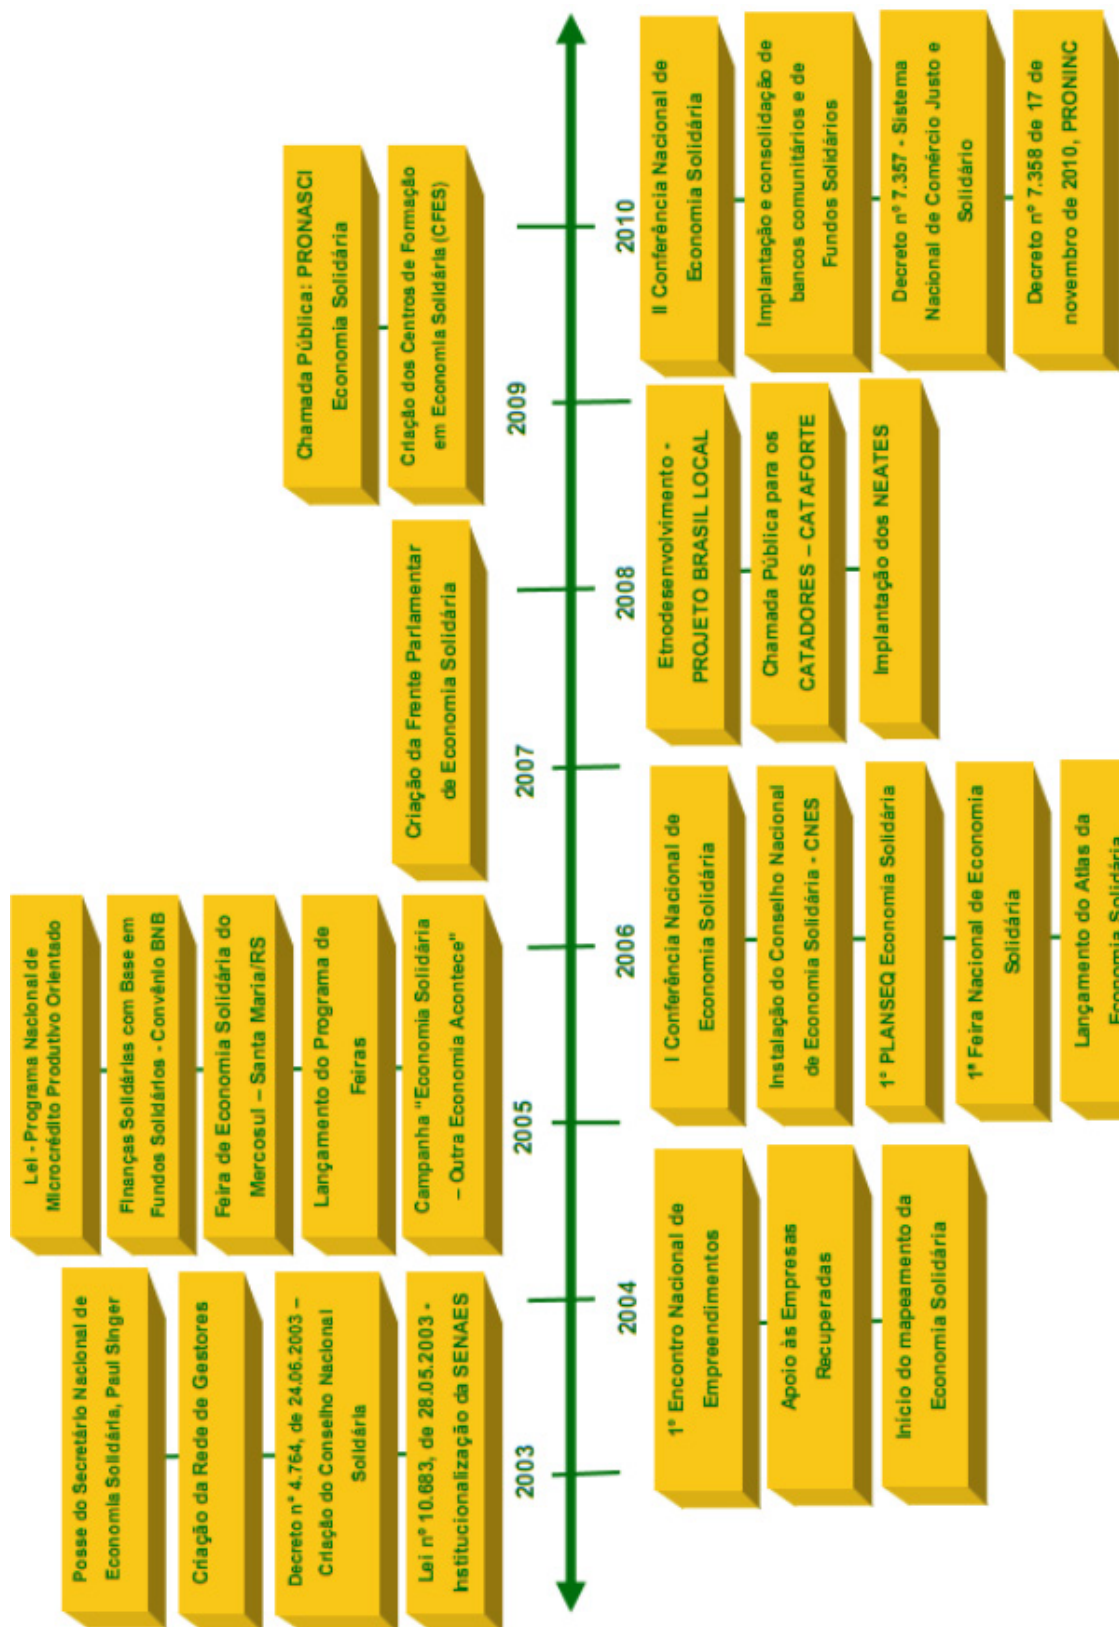 Posse do Secretário Nacional de
Economia Solidária, Paul Singer
Criação da Rede de Gestores
Decreto n° 4.764, de 24.06.2003 –
Criação do Conselho Nacional
Solidária
Lei nº 10.683, de 28.05.2003 -
Institucionalização da SENAES
Lei - Programa Nacional de
Microcrédito Produtivo Orientado
Finanças Solidárias com Base em
Fundos Solidários - Convênio BNB
Feira de Economia Solidária do
Mercosul – Santa Maria/RS
Lançamento do Programa de
Feiras
Campanha "Economia Solidária
– Outra Economia Acontece"
Criação da Frente Parlamentar
de Economia Solidária
Chamada Pública: PRONASCI
Economia Solidária
Criação dos Centros de Formação
em Economia Solidária (CFES)
2003
2004
2005
2006
2007
2008
2009
2010
1º Encontro Nacional de
Empreendimentos
Apoio às Empresas
Recuperadas
Início do mapeamento da
Economia Solidária
I Conferência Nacional de
Economia Solidária
Instalação do Conselho Nacional
de Economia Solidária - CNES
1º PLANSEQ Economia Solidária
1ª Feira Nacional de Economia
Solidária
Lançamento do Atlas da
Economia Solidária
Etnodesenvolvimento -
PROJETO BRASIL LOCAL
Chamada Pública para os
CATADORES – CATAFORTE
Implantação dos NEATES
II Conferência Nacional de
Economia Solidária
Implantação e consolidação de
bancos comunitários e de
Fundos Solidários
Decreto nº 7.357 - Sistema
Nacional de Comércio Justo e
Solidário
Decreto nº 7.358 de 17 de
novembro de 2010, PRONINC